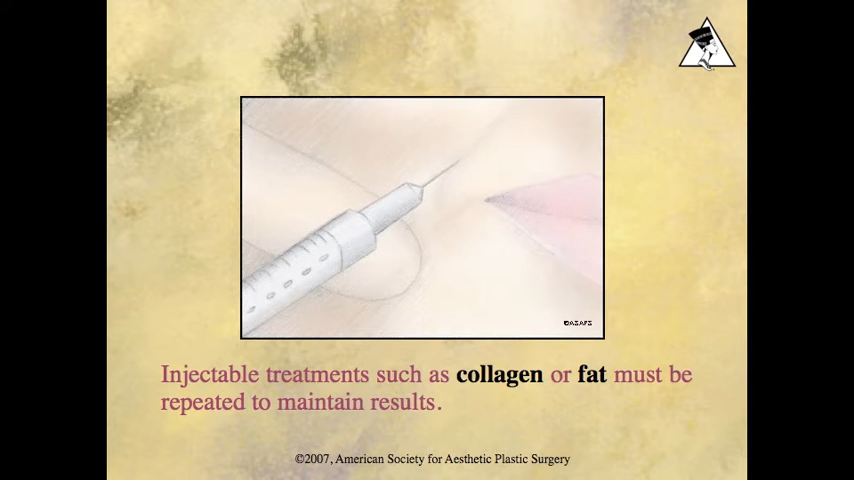 ©ASAPS
Injectable treatments such as collagen or fat must be
repeated to maintain results.
©2007, American Society for Aesthetic Plastic Surgery